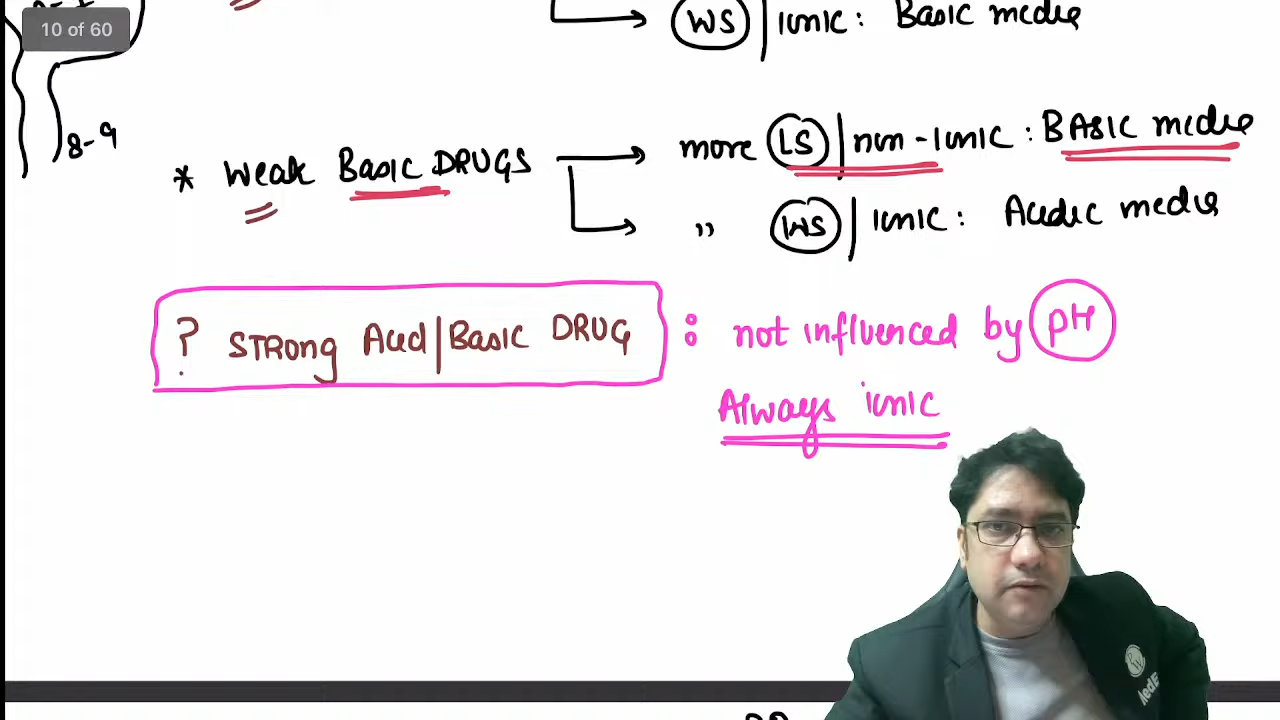 10 of 60
WS | ionic: Basic media
8-9
* Weak Basic DRUGS → more LS | non-ionic: BASIC media
→ " WS | ionic: Acidic media
? STRONG Acid | Basic DRUG : not influenced by pH
Always ionic